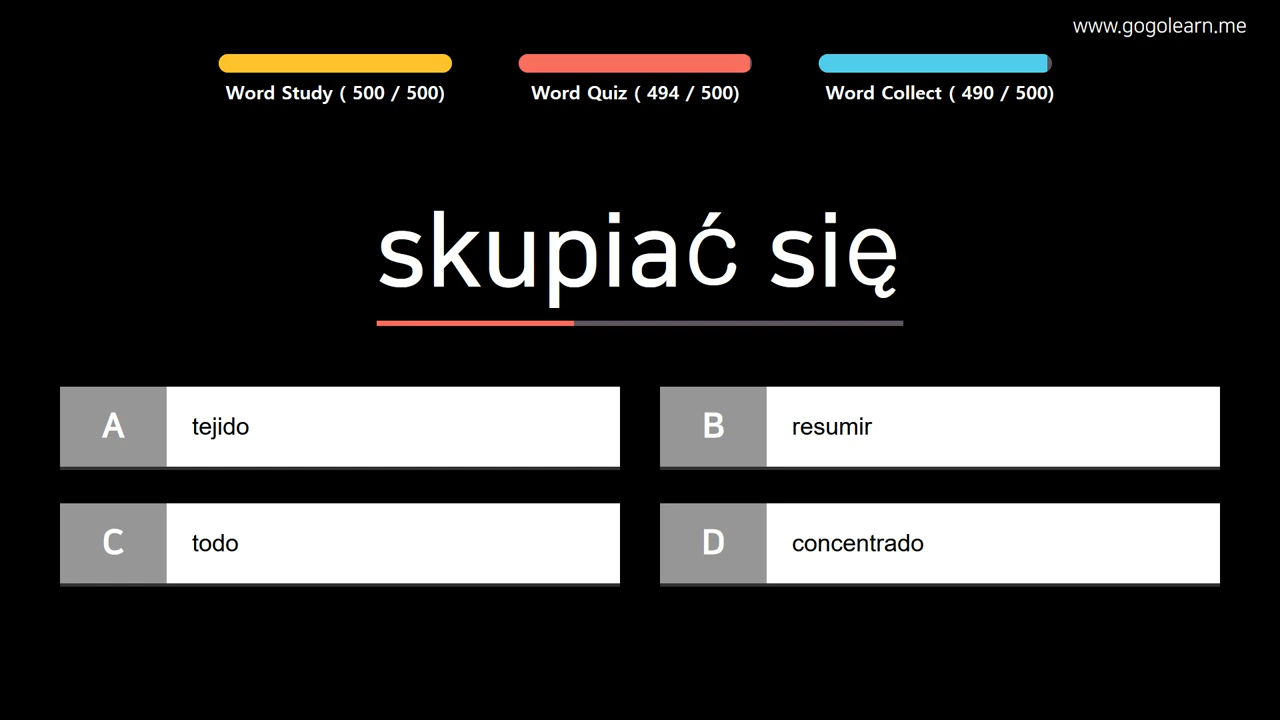 www.gogolearn.me
Word Study ( 500 / 500)
Word Quiz ( 494 / 500)
Word Collect ( 490 / 500)
skupiać się
A tejido
B resumir
C todo
D concentrado